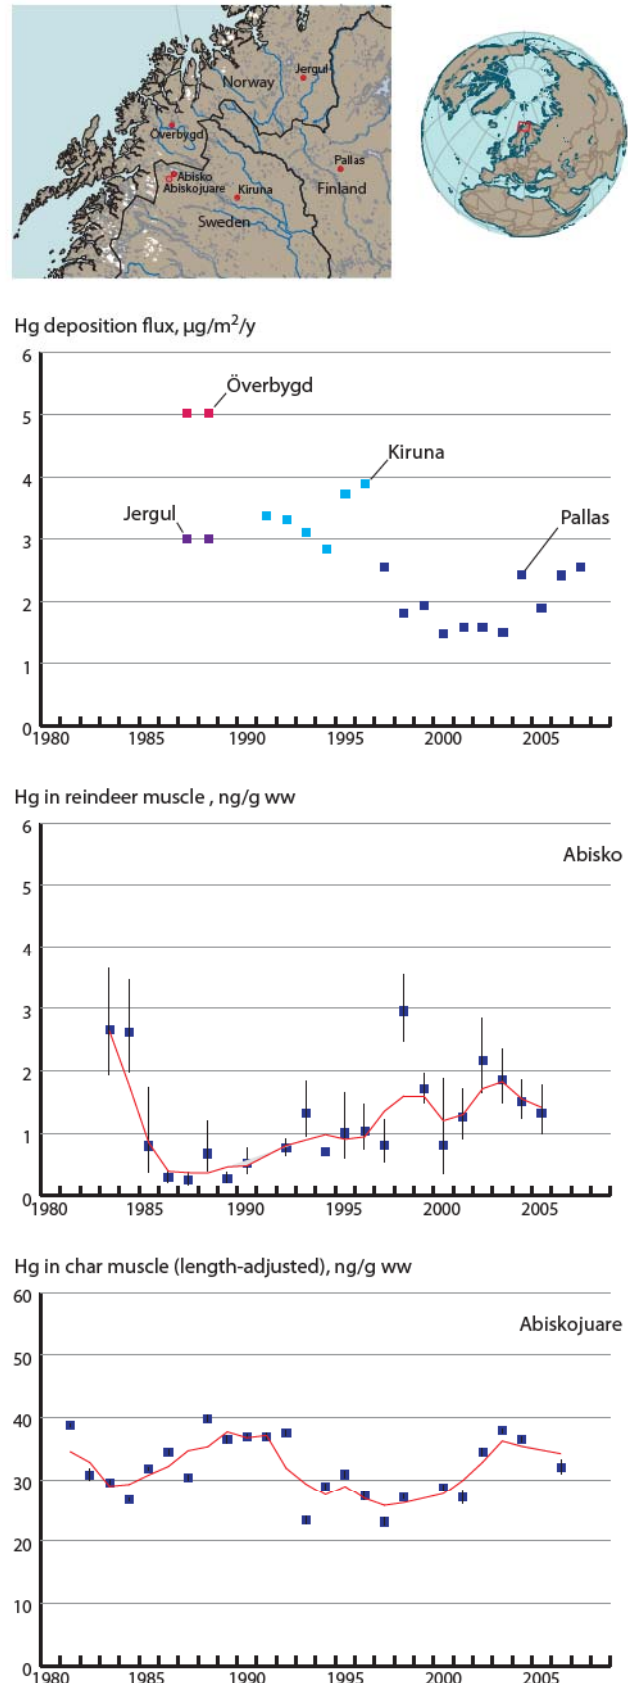 Jergul
Norway
Överbygd
Pallas
Abisko
Abiskojuare
Kiruna
Finland
Sweden
Hg deposition flux, µg/m²/y
6
Överbygd
5
Kiruna
4
Jergul
Pallas
3
2
1
0
1980 1985 1990 1995 2000 2005
Hg in reindeer muscle , ng/g ww
6
Abisko
5
4
3
2
1
0
1980 1985 1990 1995 2000 2005
Hg in char muscle (length-adjusted), ng/g ww
60
Abiskojuare
50
40
30
20
10
0
1980 1985 1990 1995 2000 2005